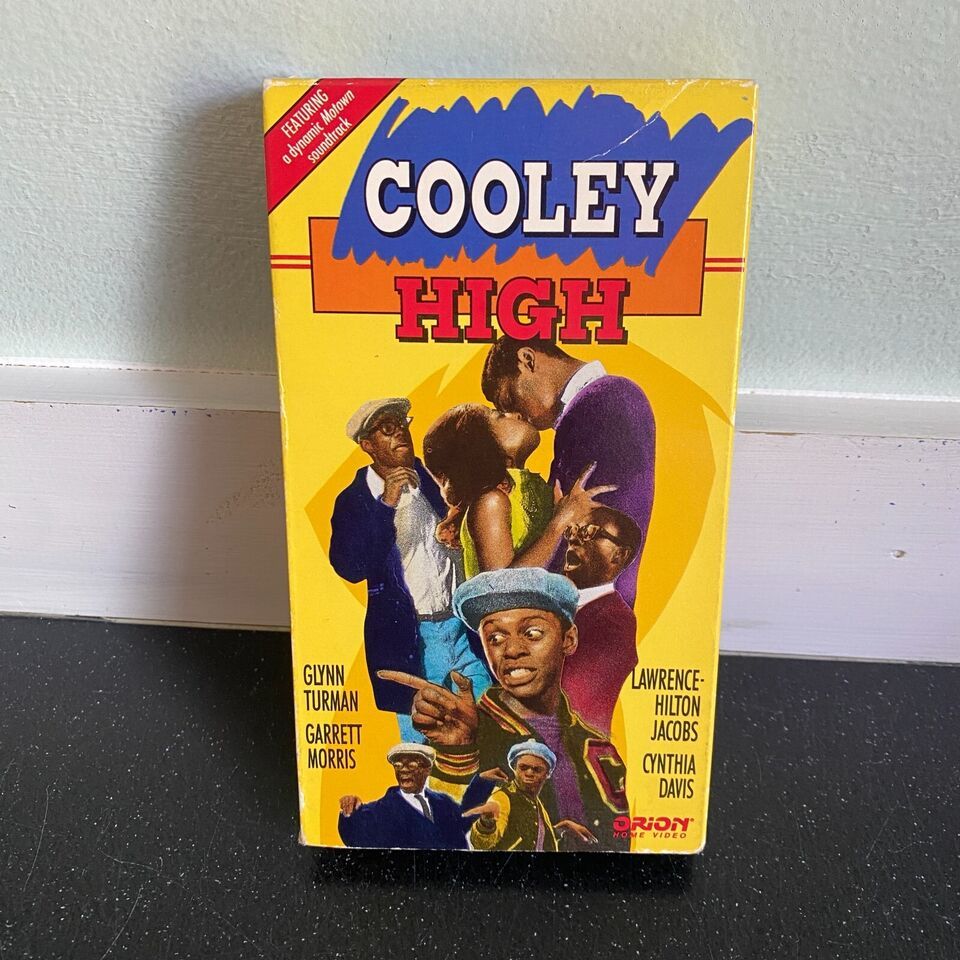 FEATURING
a dynamic Motown
soundtrack
COOLEY
HIGH
GLYNN
TURMAN
GARRETT
MORRIS
LAWRENCE-
HILTON
JACOBS
CYNTHIA
DAVIS
C
ORION®
HOME VIDEO